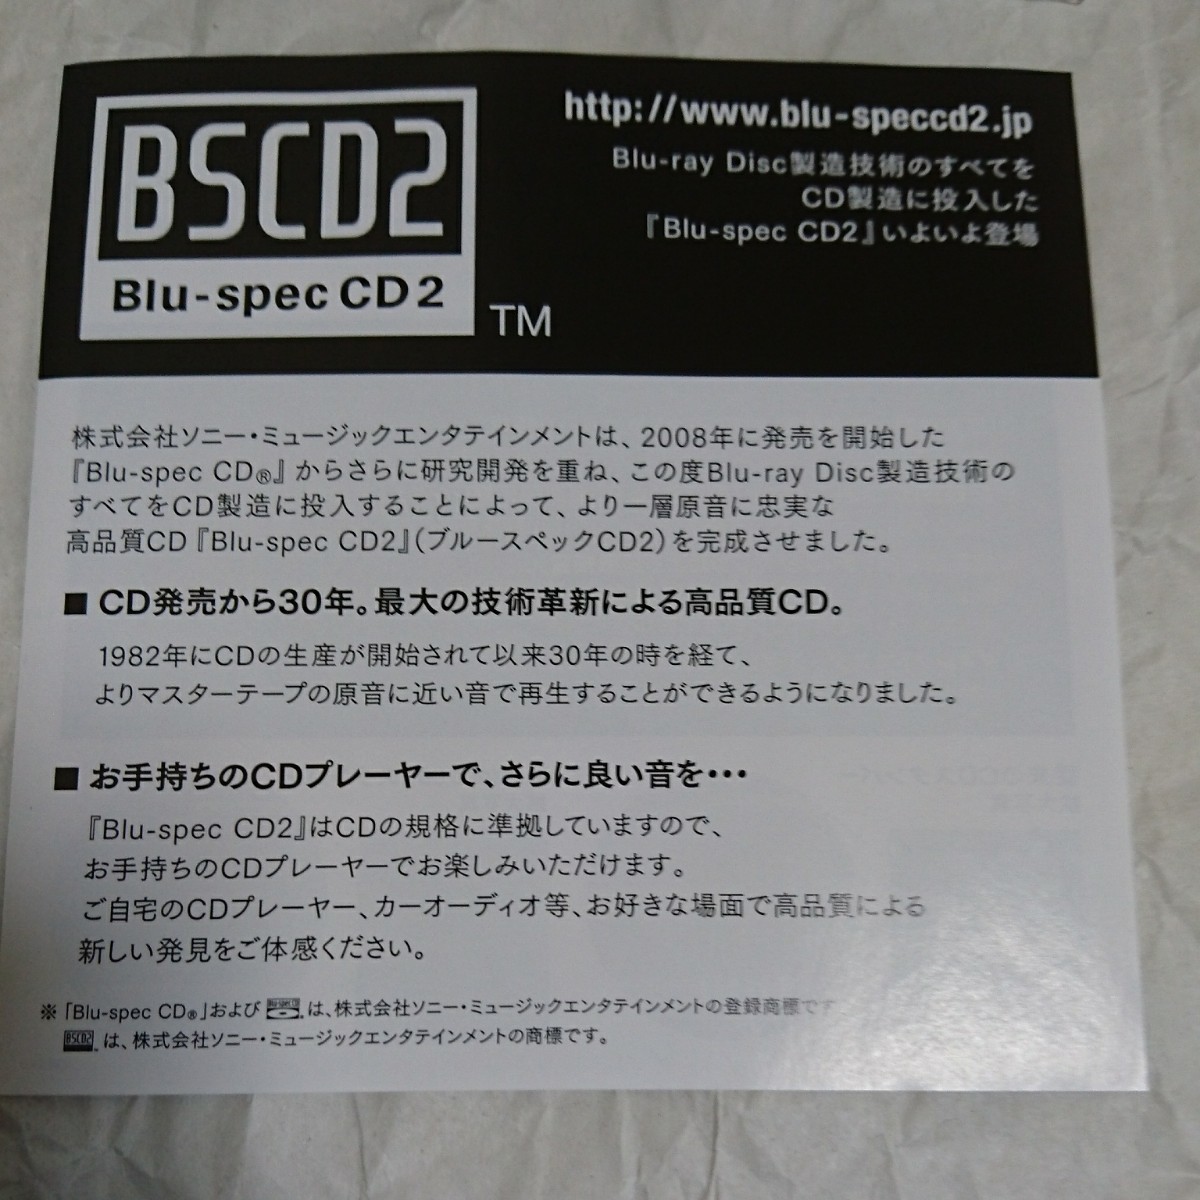 BSCD2
Blu-spec CD2
TM
http://www.blu-speccd2.jp
Blu-ray Disc製造技術のすべてを
CD製造に投入した
『Blu-spec CD2』いよいよ登場
株式会社ソニー・ミュージックエンタテインメントは、2008年に発売を開始した
『Blu-spec CD®』からさらに研究開発を重ね、この度Blu-ray Disc製造技術の
すべてをCD製造に投入することによって、より一層原音に忠実な
高品質CD『Blu-spec CD2』(ブルースペックCD2)を完成させました。
■ CD発売から30年。最大の技術革新による高品質CD。
1982年にCDの生産が開始されて以来30年の時を経て、
よりマスターテープの原音に近い音で再生することができるようになりました。
■ お手持ちのCDプレーヤーで、さらに良い音を・・・
『Blu-spec CD2』はCDの規格に準拠していますので、
お手持ちのCDプレーヤーでお楽しみいただけます。
ご自宅のCDプレーヤー、カーオーディオ等、お好きな場面で高品質による
新しい発見をご体感ください。
※「Blu-spec CD®」および は、株式会社ソニー・ミュージックエンタテインメントの登録商標です
BSCD2 は、株式会社ソニー・ミュージックエンタテインメントの商標です。